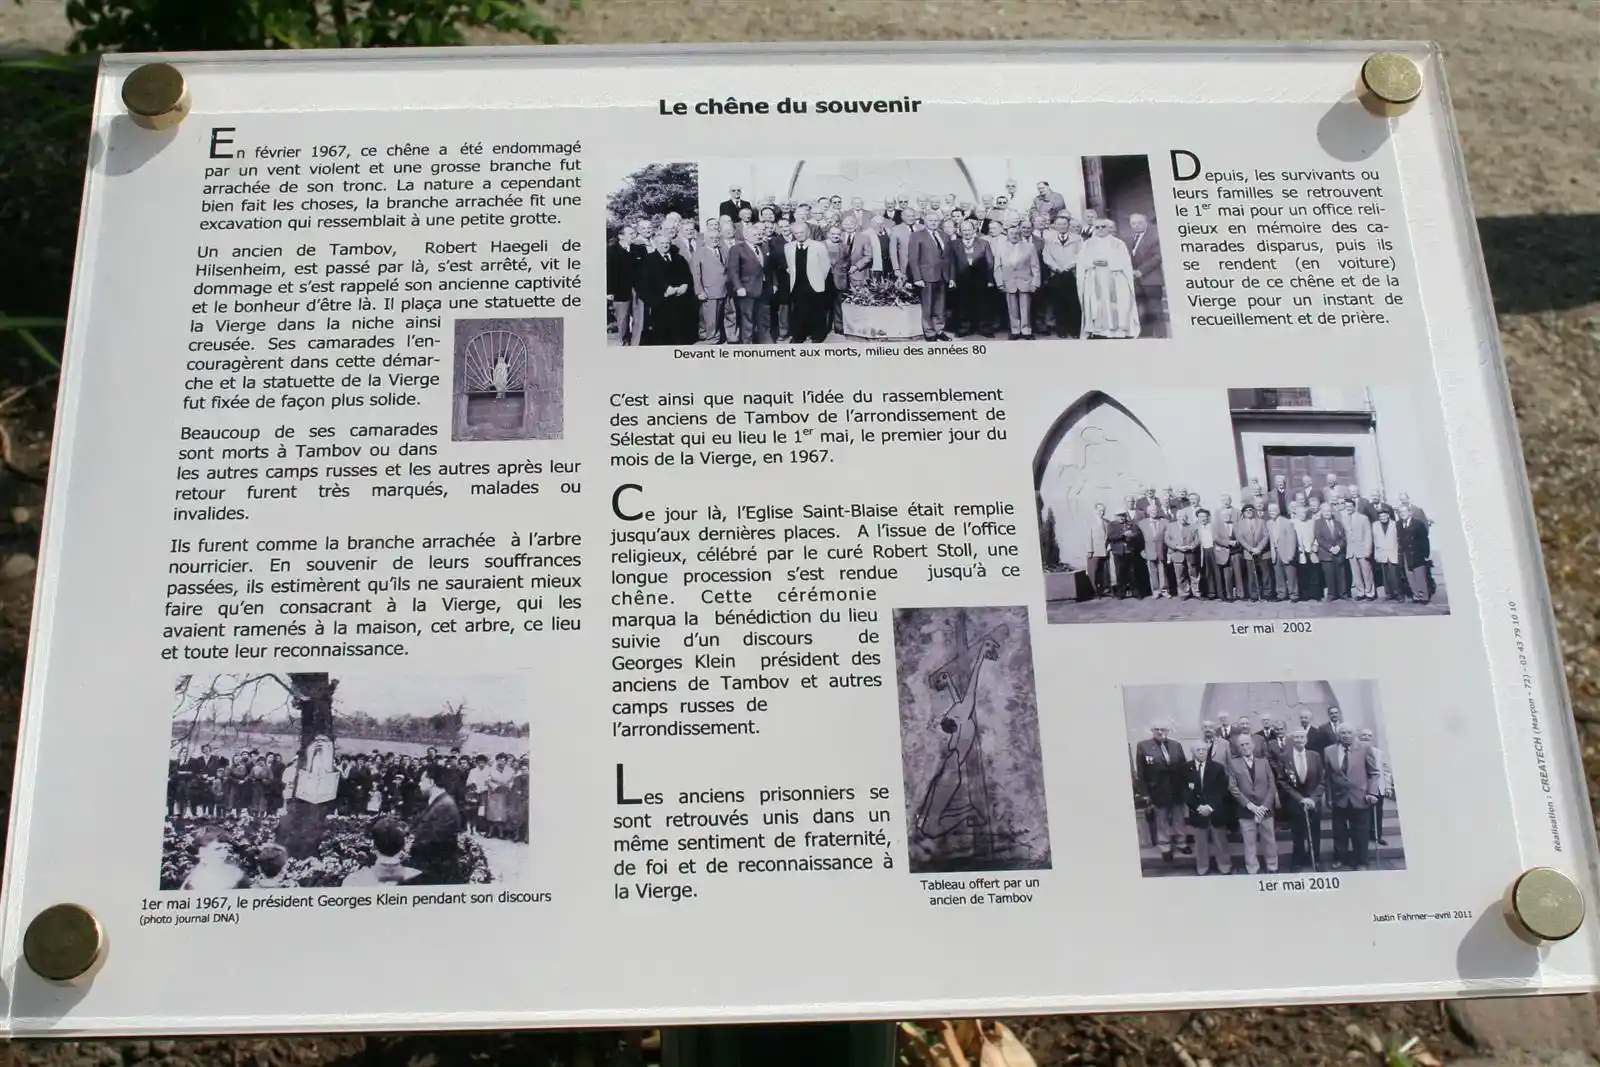 Le chêne du souvenir
En février 1967, ce chêne a été endommagé
par un vent violent et une grosse branche fut
arrachée de son tronc. La nature a cependant
bien fait les choses, la branche arrachée fit une
excavation qui ressemblait à une petite grotte.
Un ancien de Tambov, Robert Haegeli de
Hilsenheim, est passé par là, s'est arrêté, vit le
dommage et s'est rappelé son ancienne captivité
et le bonheur d'être là. Il plaça une statuette de
la Vierge dans la niche ainsi
creusée. Ses camarades l'en-
couragèrent dans cette démar-
che et la statuette de la Vierge
fut fixée de façon plus solide.
Beaucoup de ses camarades
sont morts à Tambov ou dans
les autres camps russes et les autres après leur
retour furent très marqués, malades ou
invalides.
Ils furent comme la branche arrachée à l'arbre
nourricier. En souvenir de leurs souffrances
passées, ils estimèrent qu'ils ne sauraient mieux
faire qu'en consacrant à la Vierge, qui les
avaient ramenés à la maison, cet arbre, ce lieu
et toute leur reconnaissance.
1er mai 1967, le président Georges Klein pendant son discours
(photo journal DNA)
Devant le monument aux morts, milieu des années 80
C'est ainsi que naquit l'idée du rassemblement
des anciens de Tambov de l'arrondissement de
Sélestat qui eu lieu le 1er mai, le premier jour du
mois de la Vierge, en 1967.
Ce jour là, l'Eglise Saint-Blaise était remplie
jusqu'aux dernières places. A l'issue de l'office
religieux, célébré par le curé Robert Stoll, une
longue procession s'est rendue jusqu'à ce
chêne. Cette cérémonie
marqua la bénédiction du lieu
suivie d'un discours de
Georges Klein président des
anciens de Tambov et autres
camps russes de
l'arrondissement.
Les anciens prisonniers se
sont retrouvés unis dans un
même sentiment de fraternité,
de foi et de reconnaissance à
la Vierge.
Tableau offert par un
ancien de Tambov
Depuis, les survivants ou
leurs familles se retrouvent
le 1er mai pour un office reli-
gieux en mémoire des ca-
marades disparus, puis ils
se rendent (en voiture)
autour de ce chêne et de la
Vierge pour un instant de
recueillement et de prière.
1er mai 2002
1er mai 2010
Justin Fahrner—avril 2011
Réalisation : CREATECH (Marçon - 72) - 02 43 79 10 10